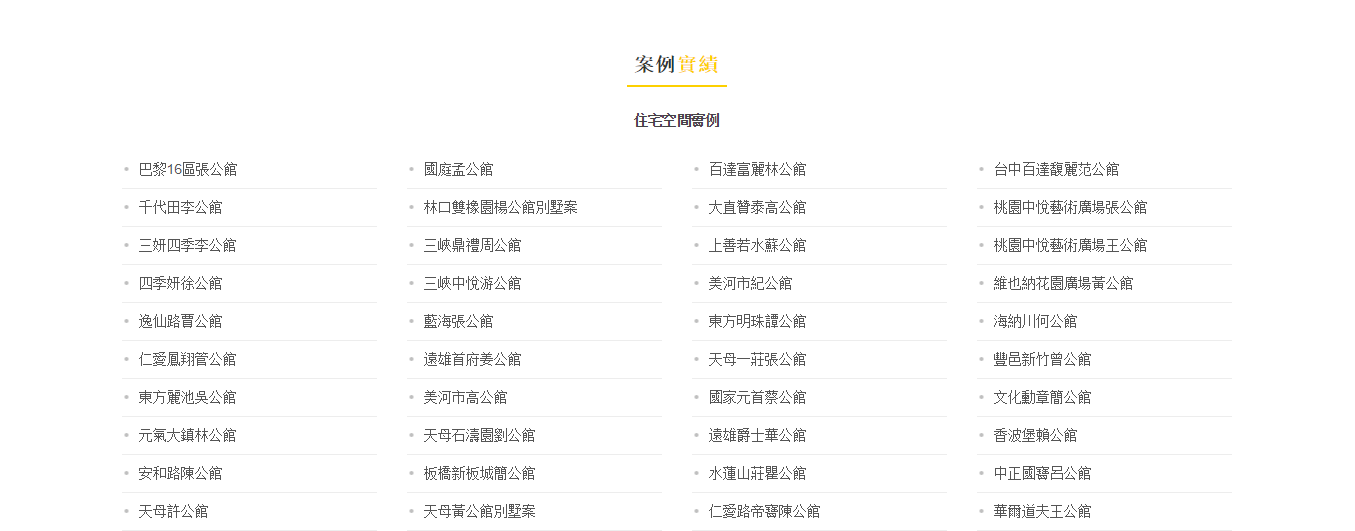 案例實績
住宅空間實例
巴黎16區張公館
國庭孟公館
百達富麗林公館
台中百達馥麗范公館
千代田李公館
林口雙橡園楊公館別墅案
大直贊泰高公館
桃園中悅藝術廣場張公館
三妍四季李公館
三峽鼎禮周公館
上善若水蘇公館
桃園中悅藝術廣場王公館
四季妍徐公館
三峽中悅游公館
美河市紀公館
維也納花園廣場黃公館
逸仙路賈公館
藍海張公館
東方明珠譚公館
海納川何公館
仁愛鳳翔管公館
遠雄首府姜公館
天母一莊張公館
豐邑新竹曾公館
東方麗池吳公館
美河市高公館
國家元首蔡公館
文化勳章簡公館
元氣大鎮林公館
天母石濤園劉公館
遠雄爵士華公館
香波堡賴公館
安和路陳公館
板橋新板城簡公館
水蓮山莊瞿公館
中正國寶呂公館
天母許公館
天母黃公館別墅案
仁愛路帝寶陳公館
華爾道夫王公館